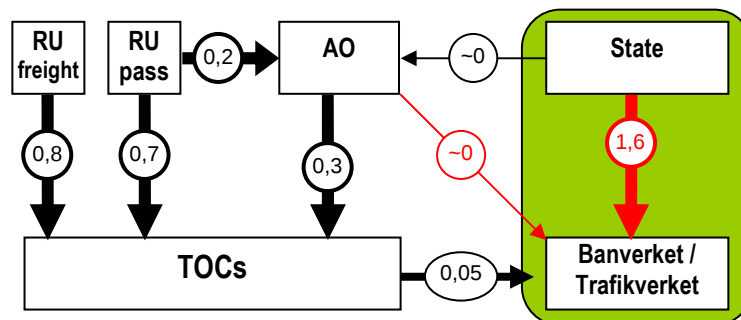 RU
freight
RU
pass
0,2
AO
~0
State
0,8
0,7
0,3
~0
1,6
TOCs
0,05
Banverket /
Trafikverket